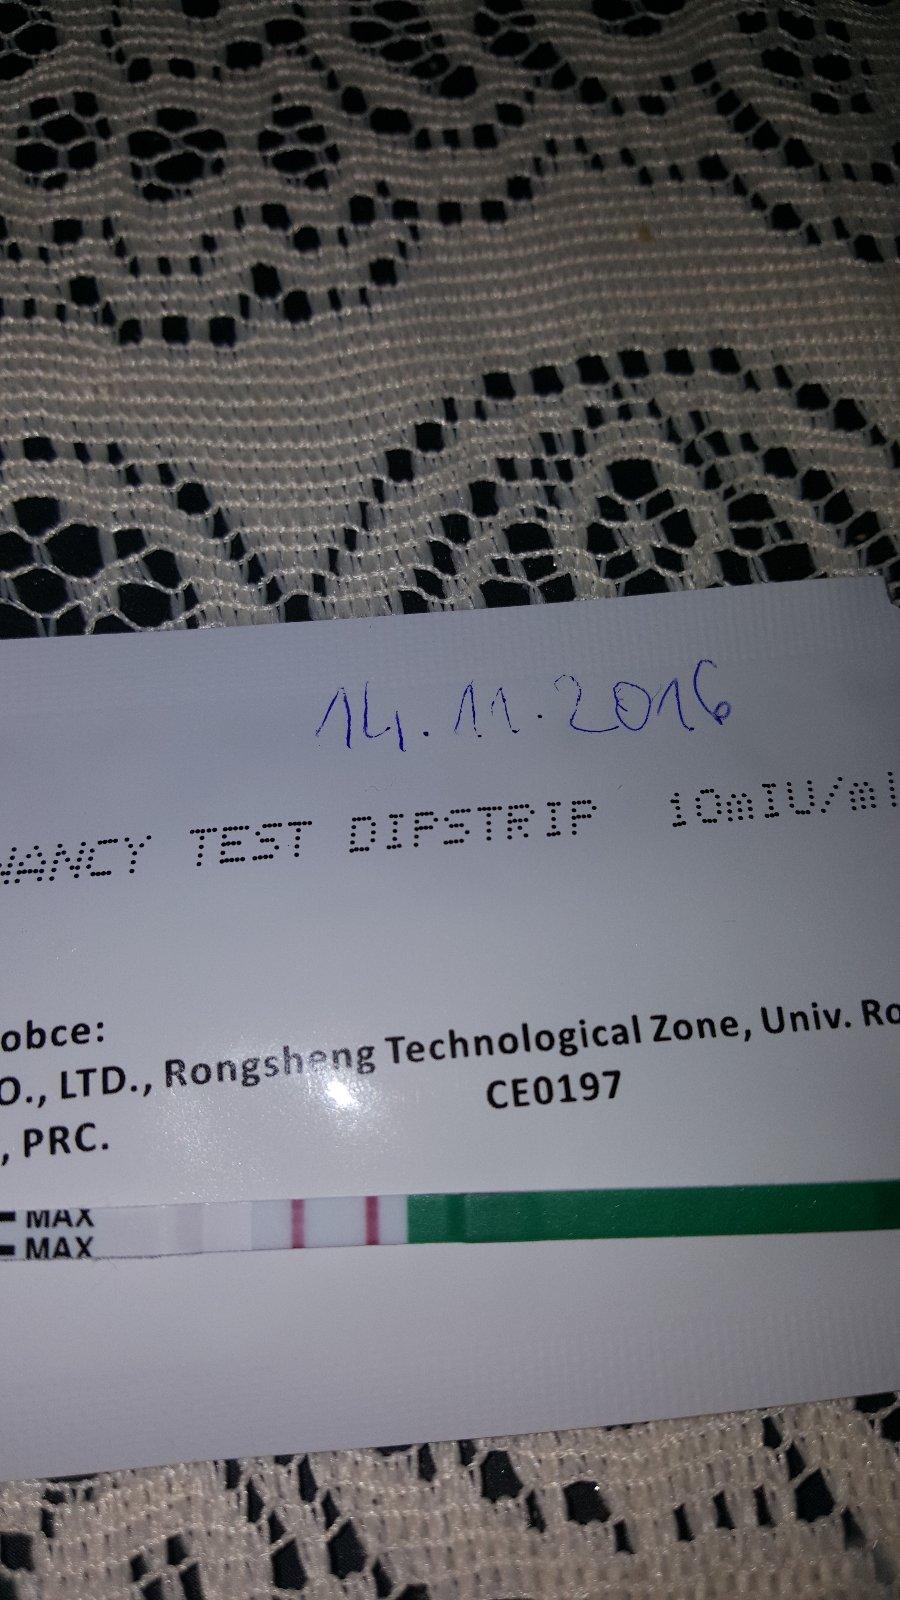 14.11.2016
NANCY TEST DIPSTRIP 10mIU/ml
obce:
O., LTD., Rongsheng Technological Zone, Univ. Ro
CE0197
, PRC.
MAX
MAX